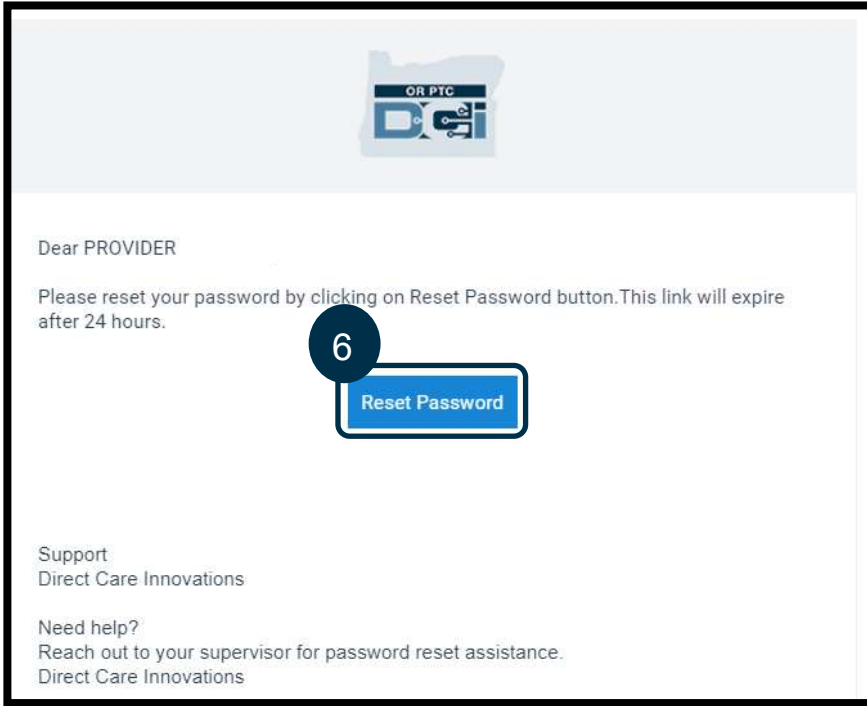 OR PTC
DCi
Dear PROVIDER
Please reset your password by clicking on Reset Password button.This link will expire
after 24 hours.
6
Reset Password
Support
Direct Care Innovations
Need help?
Reach out to your supervisor for password reset assistance.
Direct Care Innovations